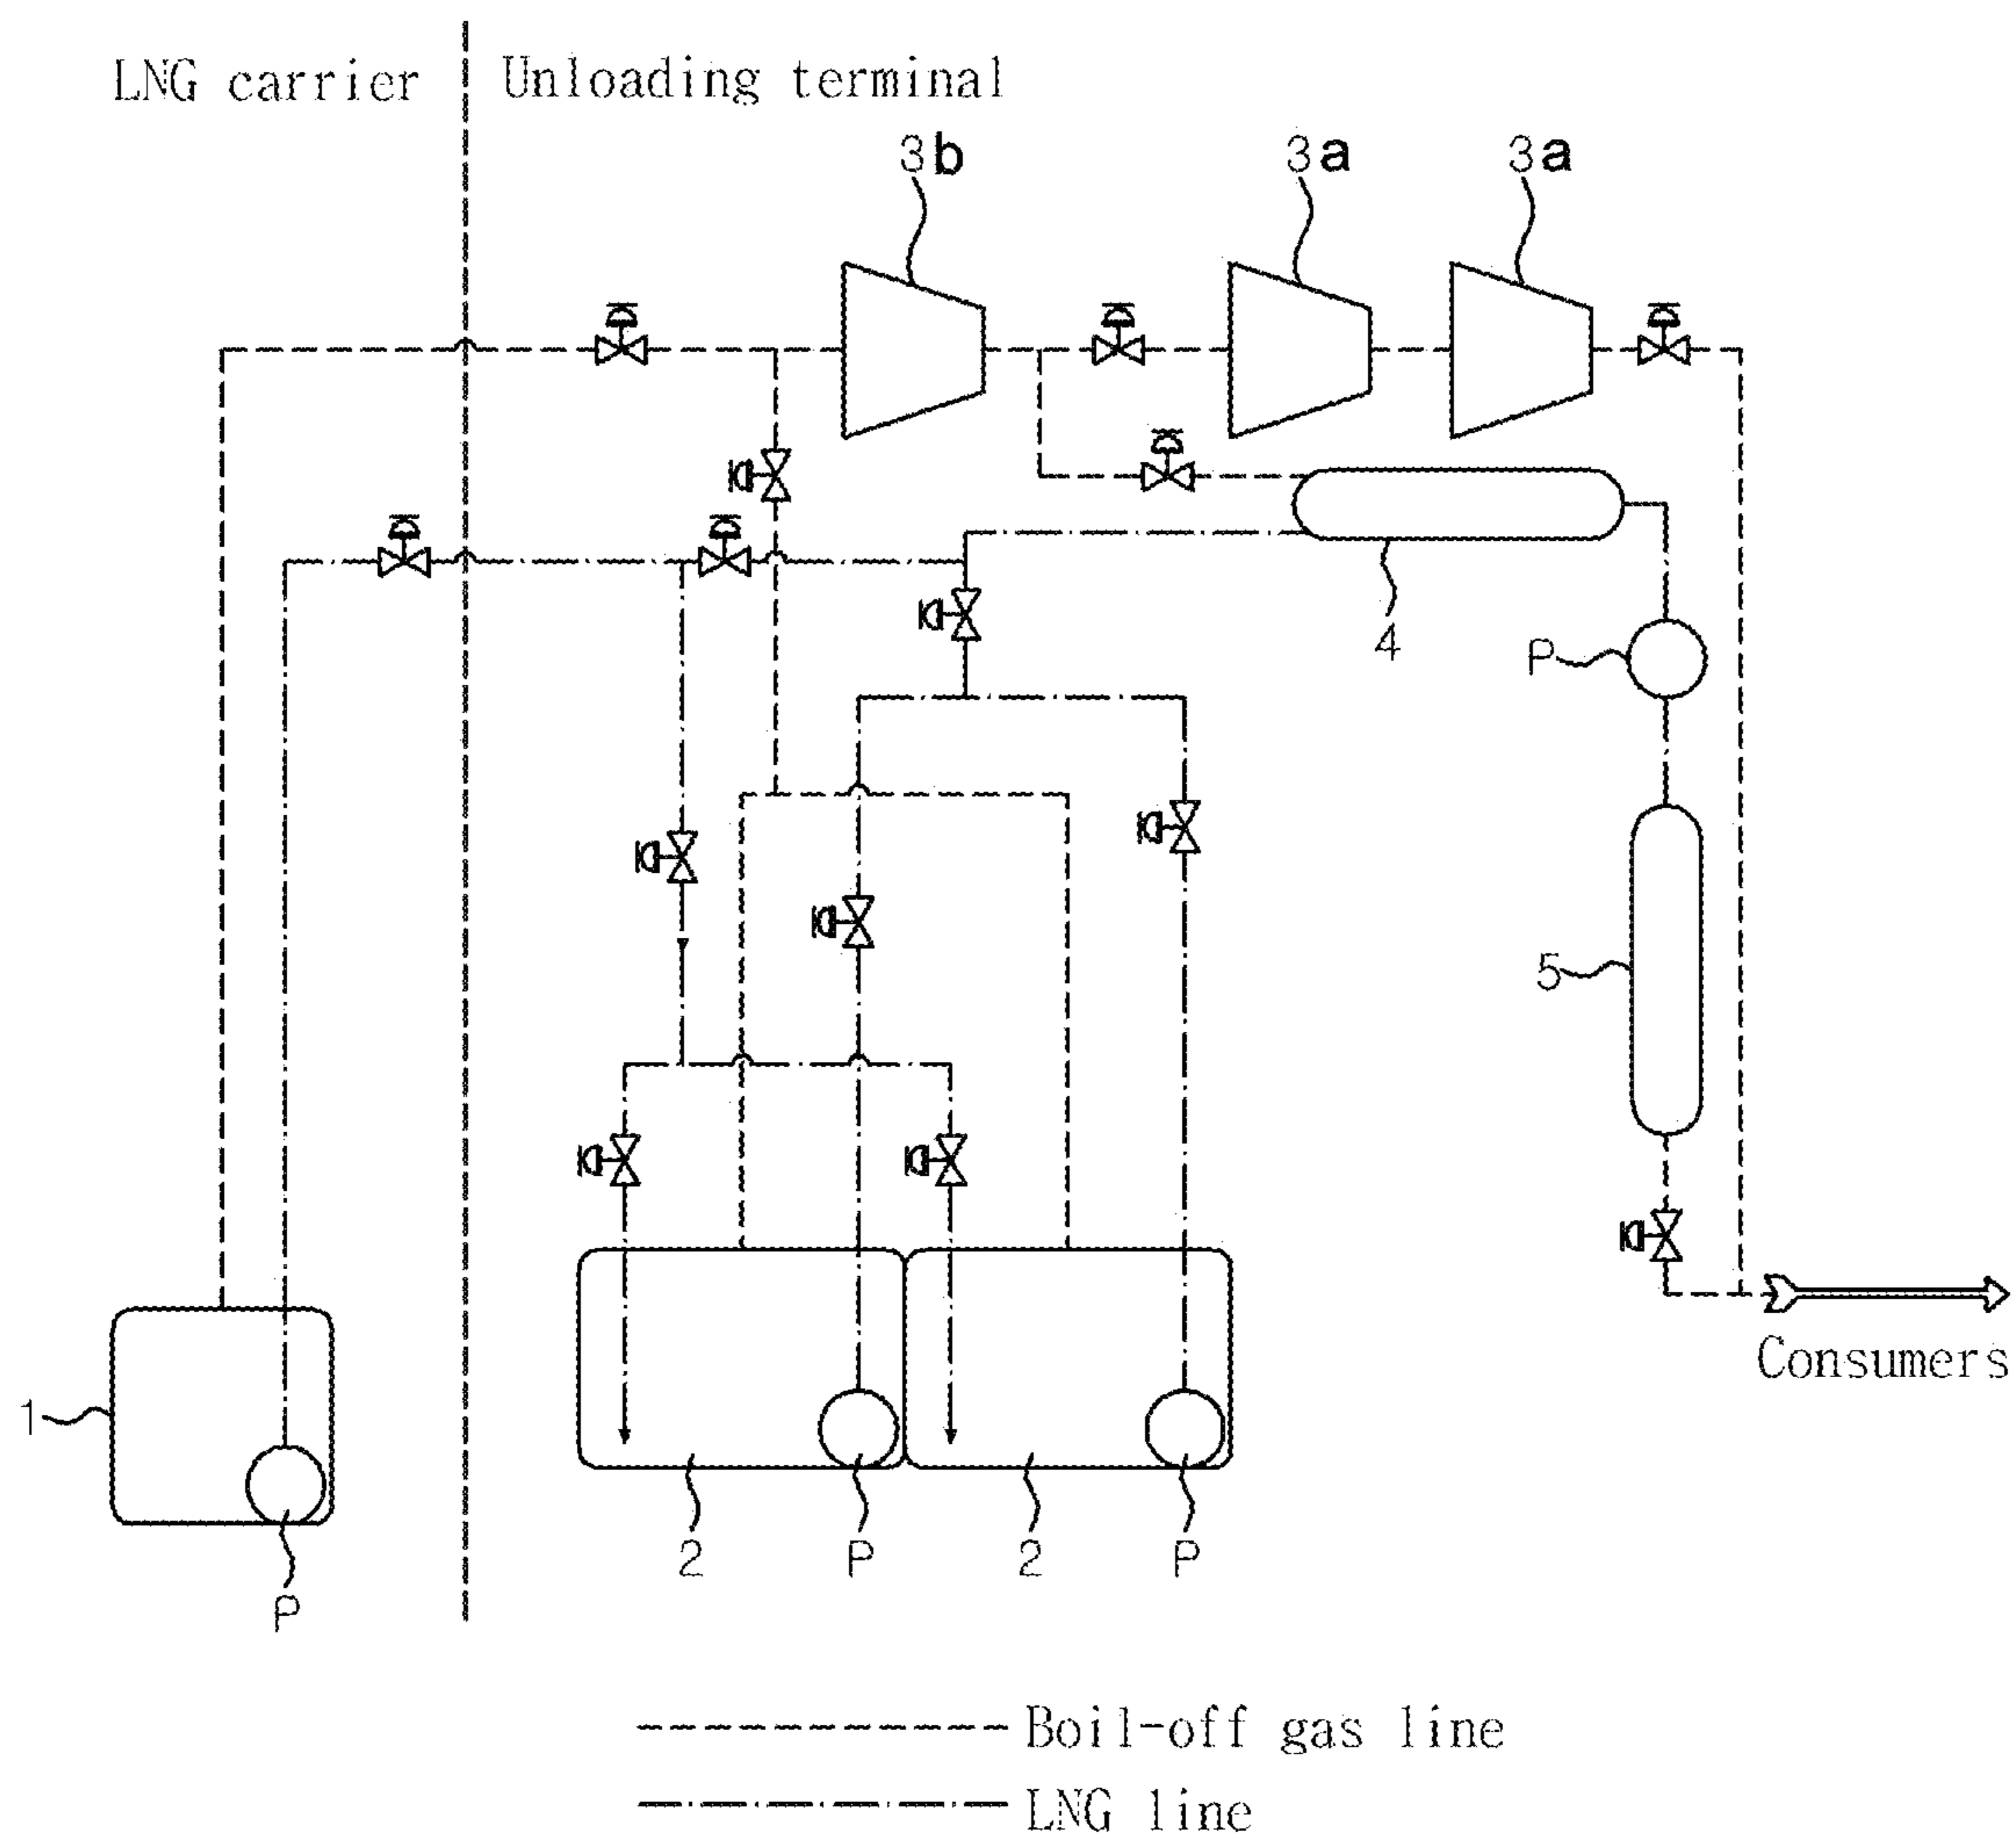 LNG carrier
Unloading terminal
3b
3a
3a
4
P
5
Consumers
1
2
P
2
P
P
Boil-off gas line
LNG line